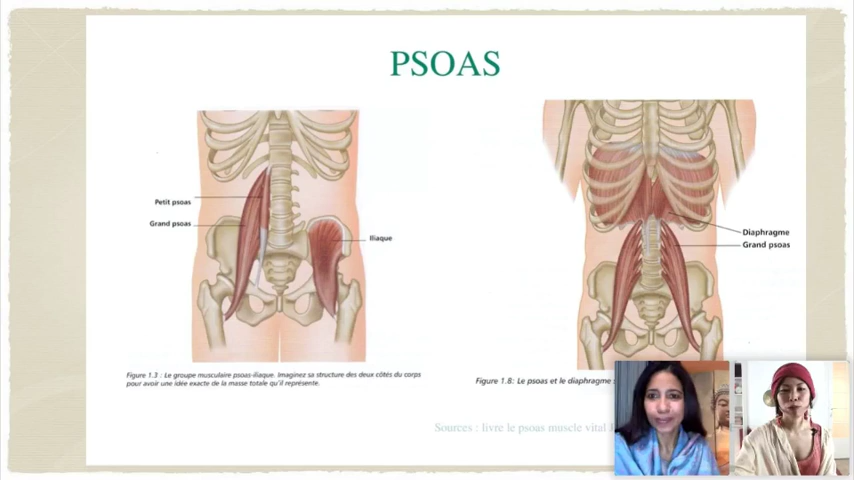 PSOAS
Petit psoas
Grand psoas
Iliaque
Diaphragme
Grand psoas
Figure 1.3 : Le groupe musculaire psoas-iliaque. Imaginez sa structure des deux côtés du corps
pour avoir une idée exacte de la masse totale qu'il représente.
Figure 1.8: Le psoas et le diaphragme
Sources : livre le psoas muscle vital